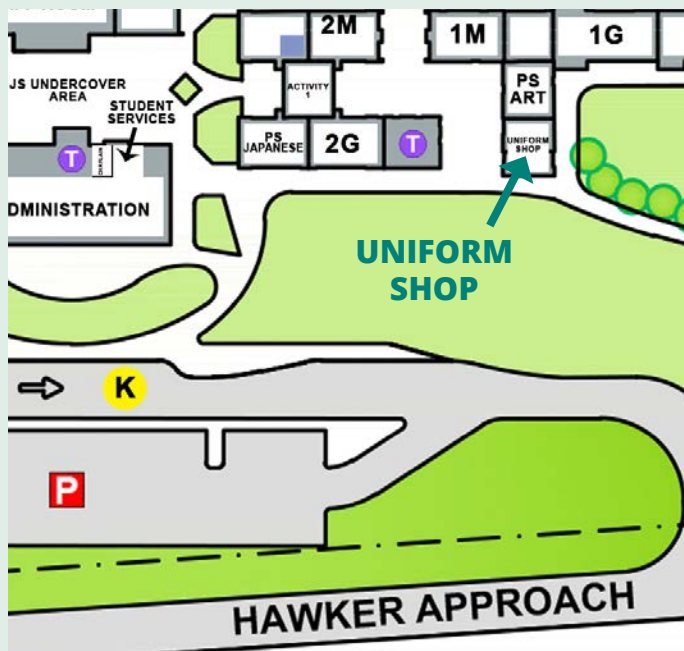 2M
1M
1G
JS UNDERCOVER
AREA
ACTIVITY
1
PS
ART
STUDENT
SERVICES
PS
JAPANESE
2G
T
UNIFORM
SHOP
T
CHAPLAIN
DMINISTRATION
UNIFORM
SHOP
K
P
HAWKER APPROACH